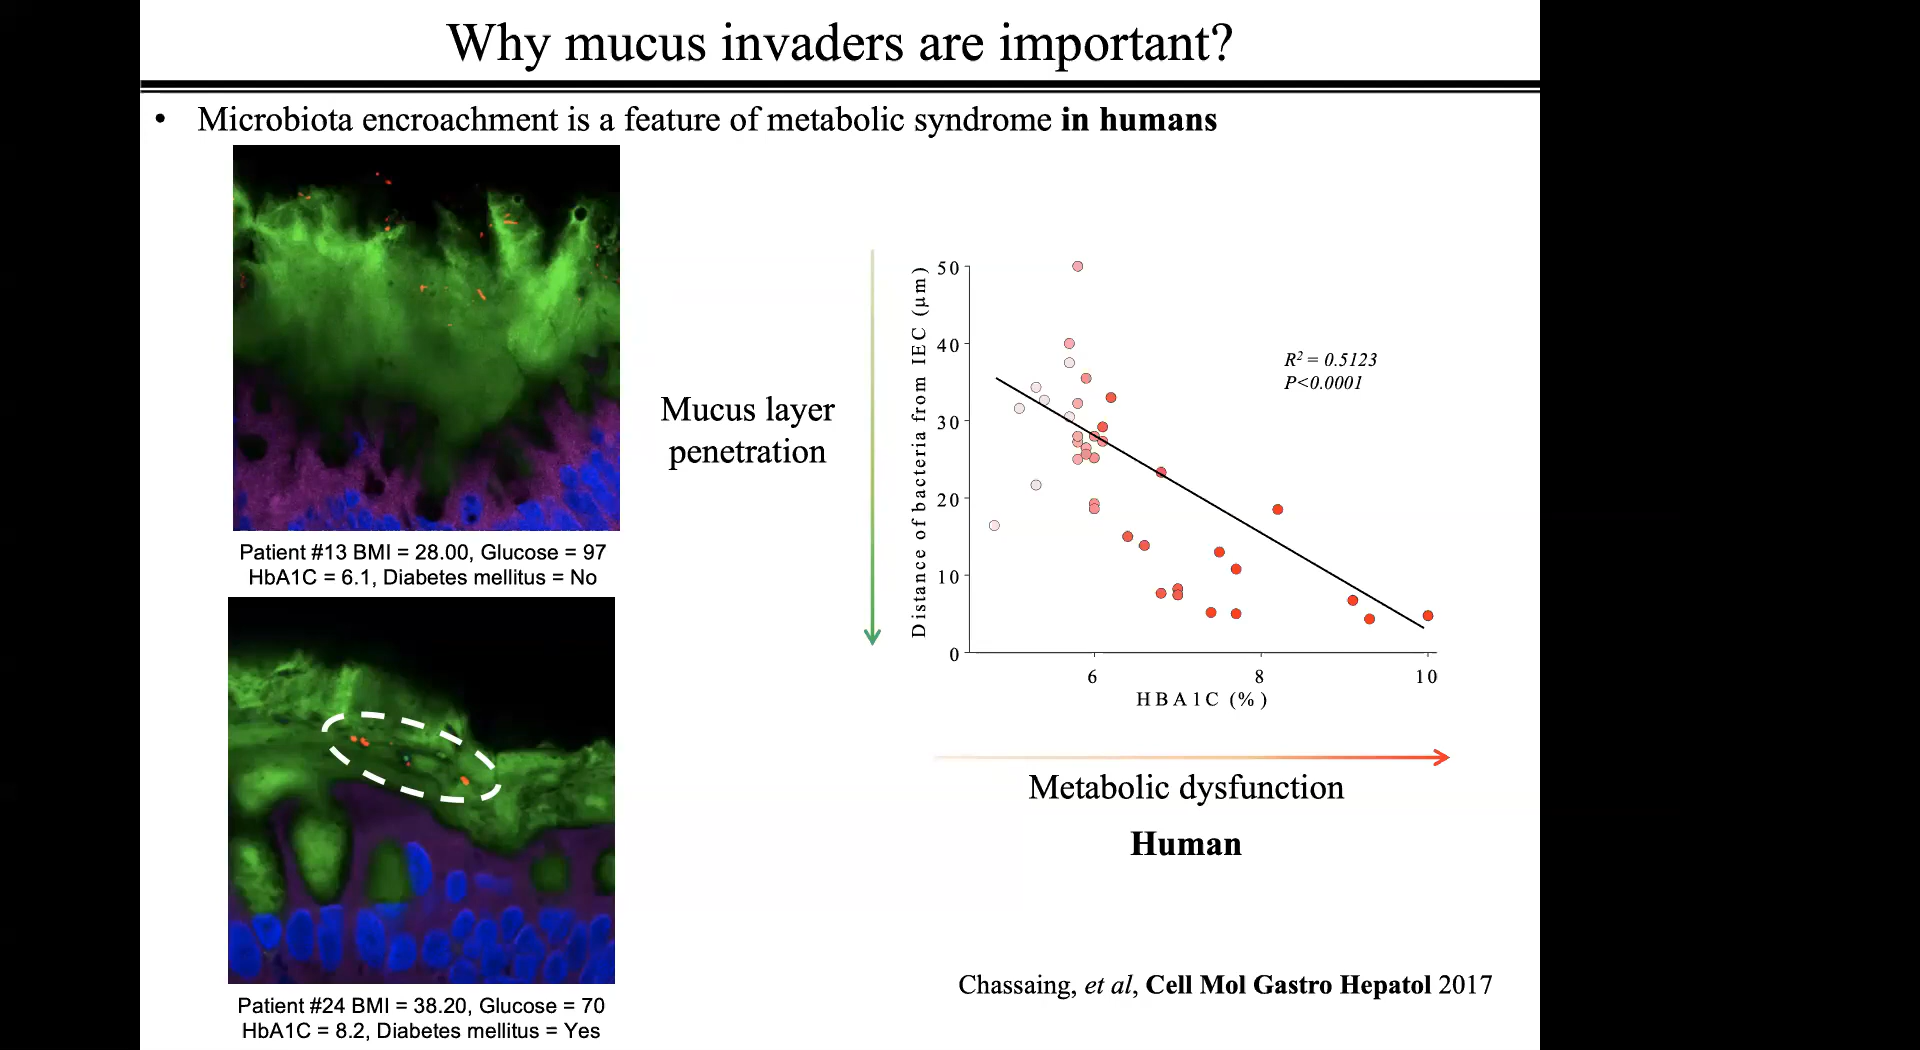 Why mucus invaders are important?
• Microbiota encroachment is a feature of metabolic syndrome in humans
Patient #13 BMI = 28.00, Glucose = 97
HbA1C = 6.1, Diabetes mellitus = No
Patient #24 BMI = 38.20, Glucose = 70
HbA1C = 8.2, Diabetes mellitus = Yes
Mucus layer
penetration
Distance of bacteria from IEC (µm)
50
40
30
20
10
0
R² = 0.5123
P<0.0001
6 8 10
HBA1C (%)
Metabolic dysfunction
Human
Chassaing, et al, Cell Mol Gastro Hepatol 2017